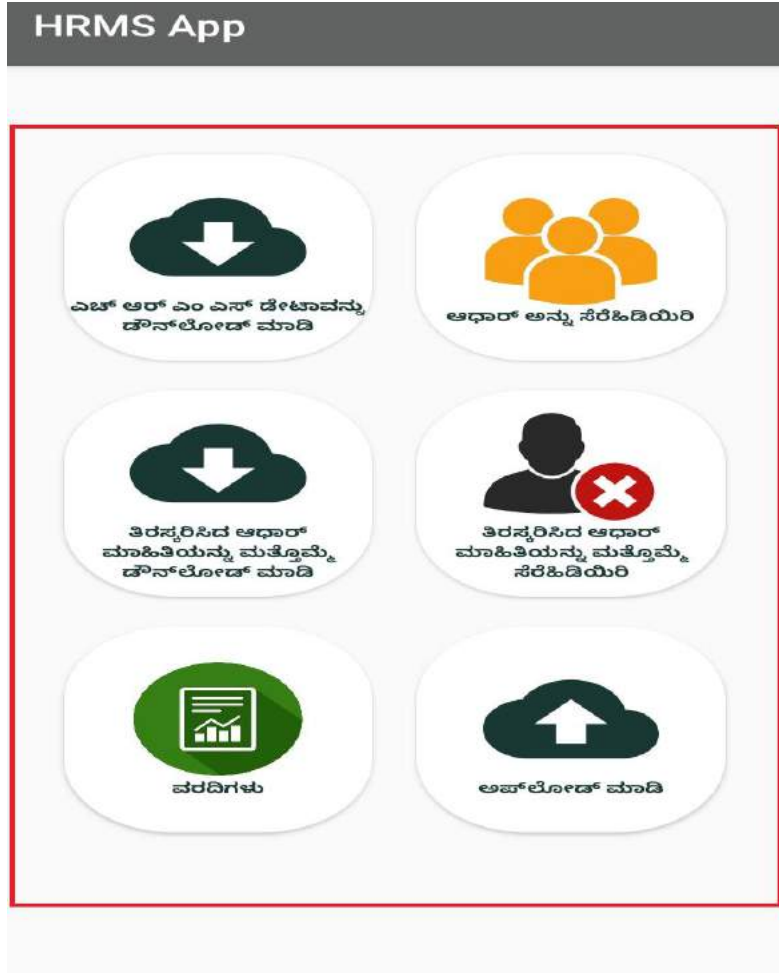 HRMS App
ಎಚ್ ಆರ್ ಎಂ ಎಸ್ ಡೇಟಾವನ್ನು
ಡೌನ್‌ಲೋಡ್ ಮಾಡಿ
ಆಧಾರ್ ಅನ್ನು ಸೆರೆಹಿಡಿಯಿರಿ
ತಿರಸ್ಕರಿಸಿದ ಆಧಾರ್
ಮಾಹಿತಿಯನ್ನು ಮತ್ತೊಮ್ಮೆ
ಡೌನ್‌ಲೋಡ್ ಮಾಡಿ
ತಿರಸ್ಕರಿಸಿದ ಆಧಾರ್
ಮಾಹಿತಿಯನ್ನು ಮತ್ತೊಮ್ಮೆ
ಸೆರೆಹಿಡಿಯಿರಿ
ವರದಿಗಳು
ಅಪ್‌ಲೋಡ್ ಮಾಡಿ